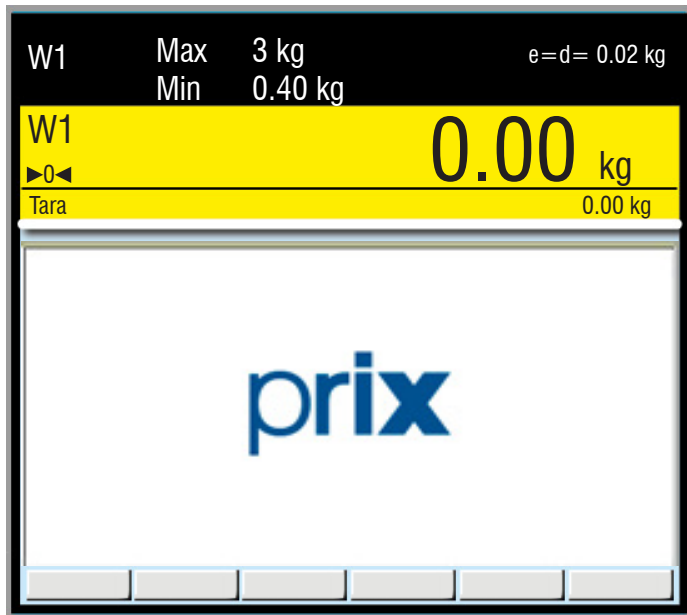 W1 Max 3 kg e=d= 0.02 kg
Min 0.40 kg
W1 0.00 kg
▶0◀
Tara 0.00 kg
prix